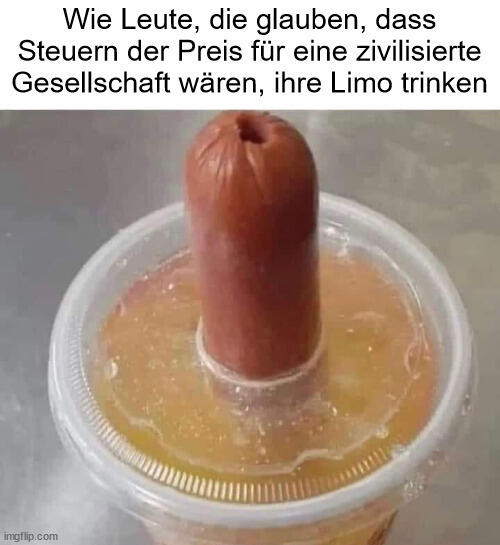 Wie Leute, die glauben, dass
Steuern der Preis für eine zivilisierte
Gesellschaft wären, ihre Limo trinken
imgflip.com